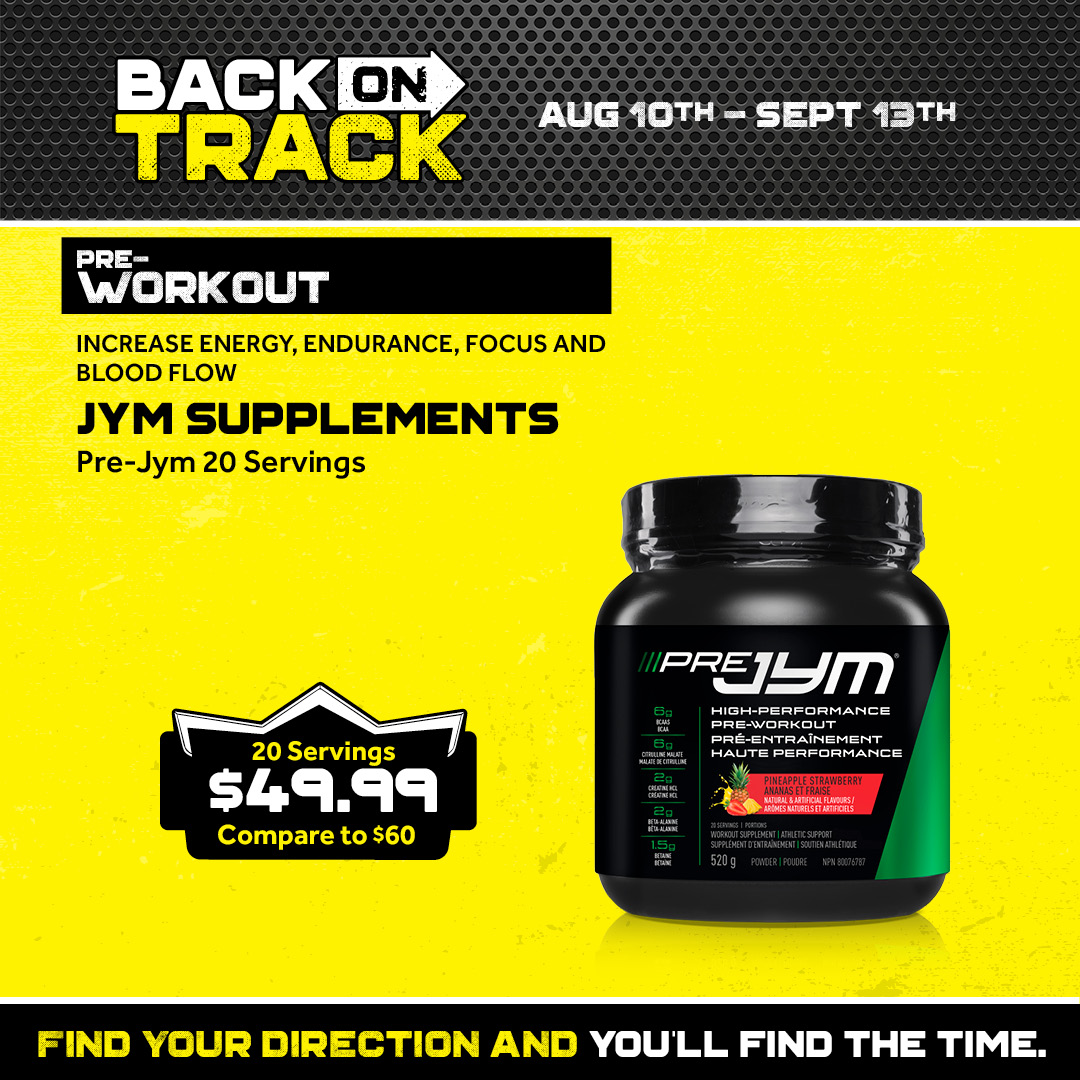 BACK ON
TRACK
AUG 10TH – SEPT 13TH
PRE-
WORKOUT
INCREASE ENERGY, ENDURANCE, FOCUS AND
BLOOD FLOW
JYM SUPPLEMENTS
Pre-Jym 20 Servings
20 Servings
$49.99
Compare to $60
///PRE JYM®
HIGH-PERFORMANCE
PRE-WORKOUT
PRÉ-ENTRAÎNEMENT
HAUTE PERFORMANCE
6g
BCAAS
BCAA
6g
CITRULLINE MALATE
MALATE DE CITRULLINE
2g
CREATINE HCL
CRÉATINE HCL
2g
BETA-ALANINE
BÊTA-ALANINE
1.5g
BETAINE
BÉTAÏNE
PINEAPPLE STRAWBERRY
ANANAS ET FRAISE
NATURAL & ARTIFICIAL FLAVOURS /
ARÔMES NATURELS ET ARTIFICIELS
20 SERVINGS | PORTIONS
WORKOUT SUPPLEMENT | ATHLETIC SUPPORT
SUPPLÉMENT D'ENTRAÎNEMENT | SOUTIEN ATHLÉTIQUE
520 g POWDER | POUDRE NPN 80076787
FIND YOUR DIRECTION AND YOU'LL FIND THE TIME.